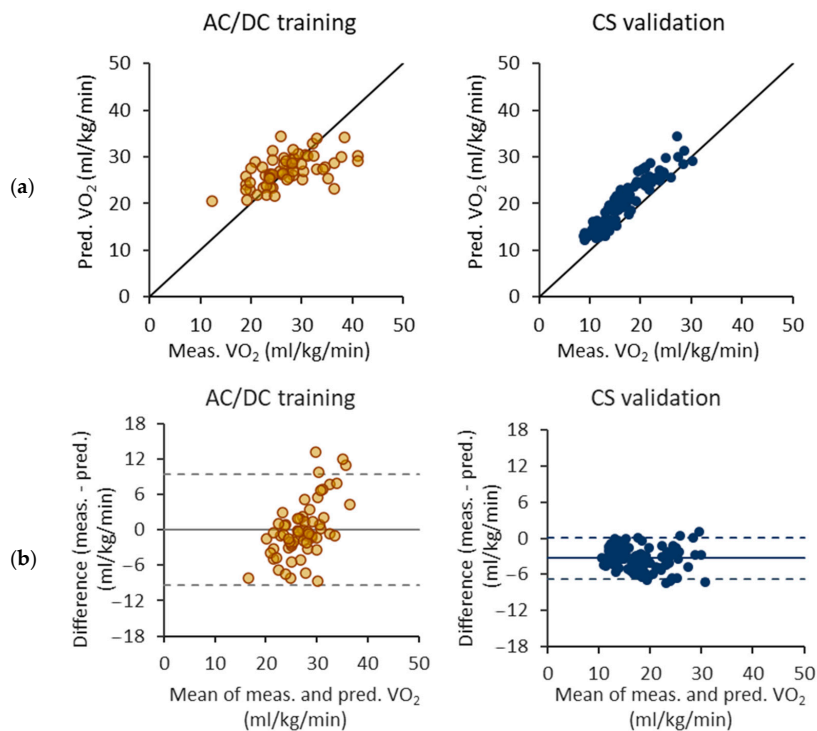 AC/DC training
CS validation
(a)
Pred. VO2 (ml/kg/min)
50
40
30
20
10
0
0 10 20 30 40 50
Meas. VO2 (ml/kg/min)
Pred. VO2 (ml/kg/min)
50
40
30
20
10
0
0 10 20 30 40 50
Meas. VO2 (ml/kg/min)
AC/DC training
CS validation
(b)
Difference (meas. - pred.)
(ml/kg/min)
18
12
6
0
−6
−12
−18
0 10 20 30 40 50
Mean of meas. and pred. VO2
(ml/kg/min)
Difference (meas. - pred.)
(ml/kg/min)
18
12
6
0
−6
−12
−18
0 10 20 30 40 50
Mean of meas. and pred. VO2
(ml/kg/min)